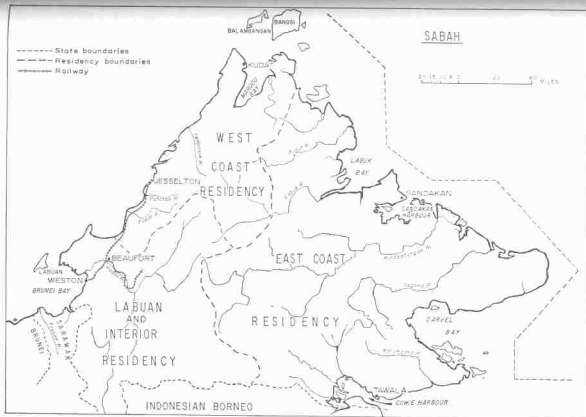 SABAH
State boundaries
Residency boundaries
Railway
MILES
BALAMBANGAN
BANGGI
KUDAT
MARUDU BAY
WEST
COAST
RESIDENCY
LABUK
BAY
JESSELTON
SANDAKAN
SANDAKAN
HARBOUR
BEAUFORT
EAST COAST
RESIDENCY
LABUAN
WESTON
BRUNEI BAY
LABUAN
AND
INTERIOR
RESIDENCY
DARVEL
BAY
BRUNEI
SARAWAK
TAWAU
COWIE HARBOUR
INDONESIAN BORNEO